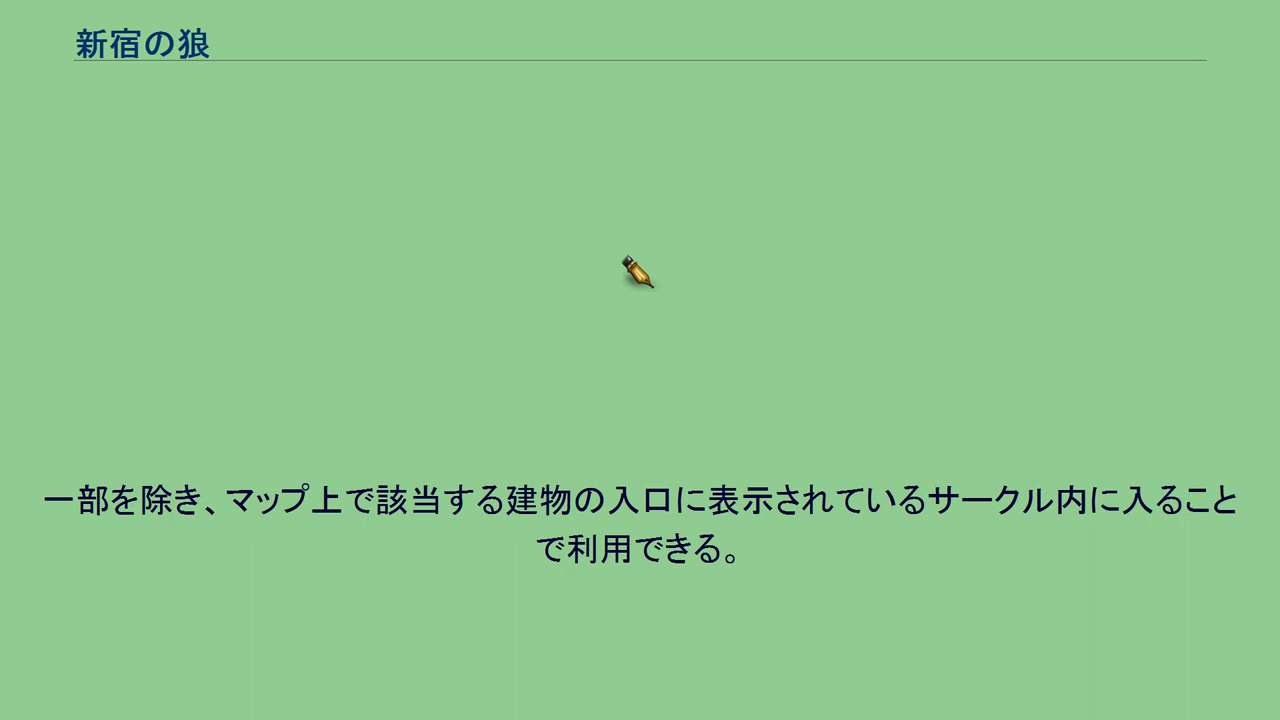 新宿の狼
一部を除き、マップ上で該当する建物の入口に表示されているサークル内に入ること
で利用できる。